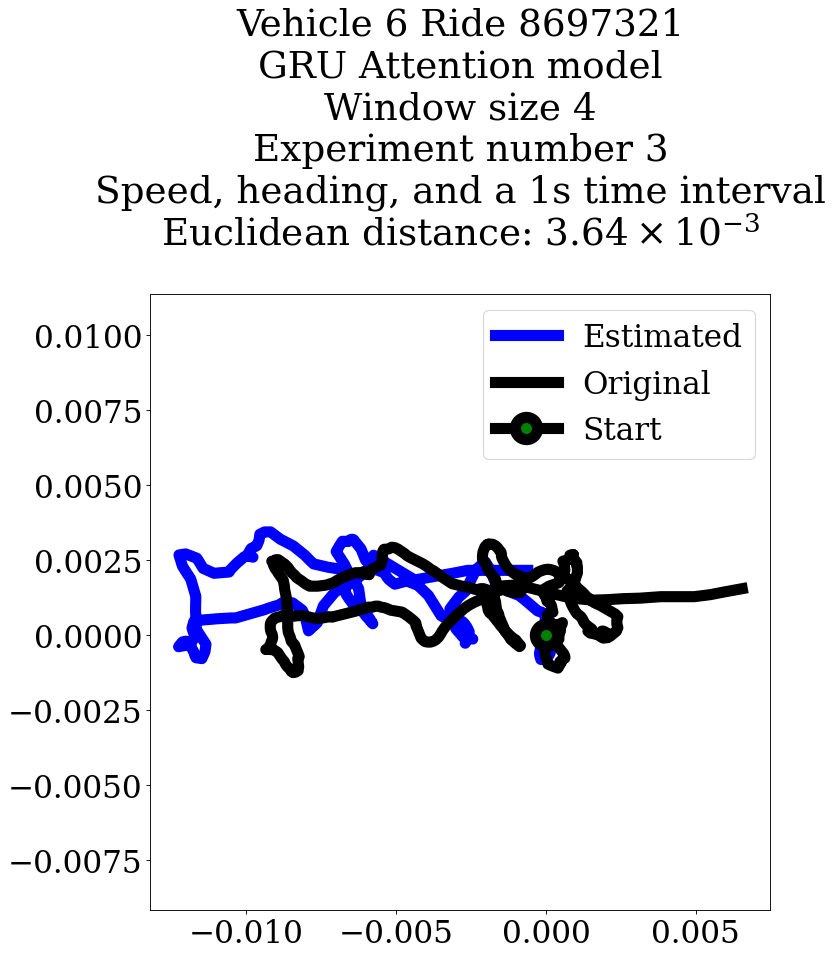 Vehicle 6 Ride 8697321
GRU Attention model
Window size 4
Experiment number 3
Speed, heading, and a 1s time interval
Euclidean distance: 3.64 × 10⁻³
Estimated
Original
Start
0.0100
0.0075
0.0050
0.0025
0.0000
−0.0025
−0.0050
−0.0075
−0.010 −0.005 0.000 0.005